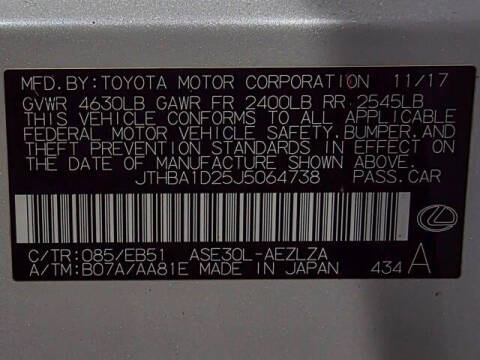 MFD. BY: TOYOTA MOTOR CORPORATION 11/17
GVWR 4630LB GAWR FR 2400LB RR 2545LB
THIS VEHICLE CONFORMS TO ALL APPLICABLE
FEDERAL MOTOR VEHICLE SAFETY, BUMPER, AND
THEFT PREVENTION STANDARDS IN EFFECT ON
THE DATE OF MANUFACTURE SHOWN ABOVE.
JTHBA1D25J5064738 PASS. CAR
C/TR: 085/EB51 ASE30L-AEZLZA
A/TM: B07A/AA81E MADE IN JAPAN 434 A